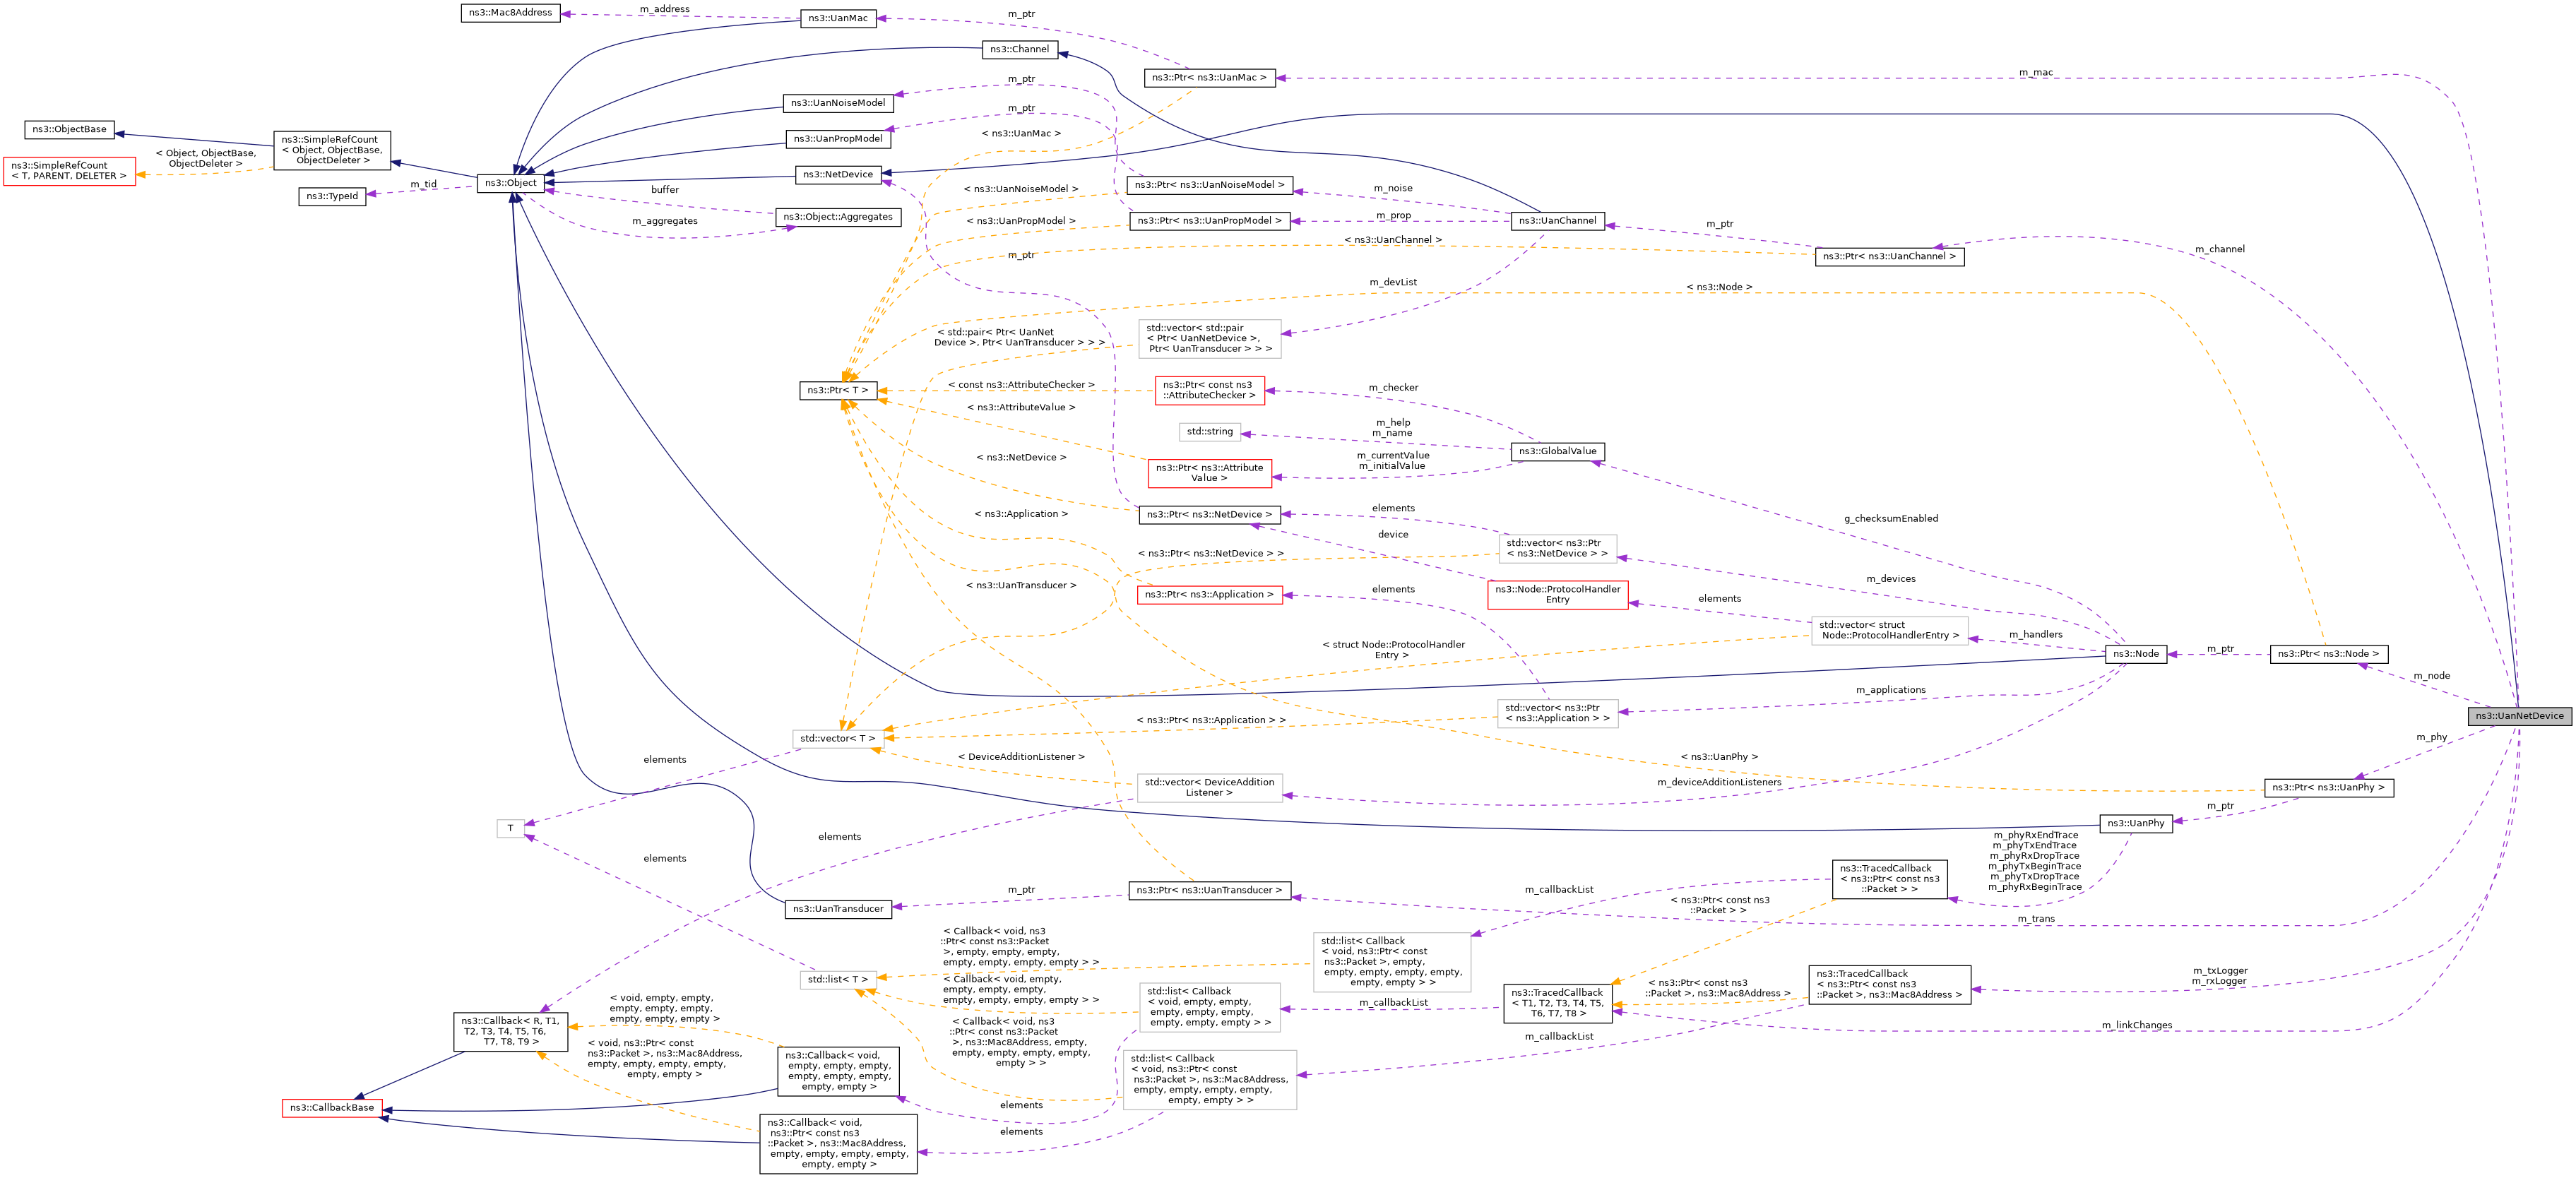 ns3::Mac8Address
m_address
ns3::UanMac
m_ptr
ns3::Channel
ns3::Ptr< ns3::UanMac >
m_mac
m_ptr
ns3::UanNoiseModel
m_ptr
ns3::ObjectBase
ns3::SimpleRefCount
< Object, ObjectBase,
ObjectDeleter >
< Object, ObjectBase,
ObjectDeleter >
ns3::SimpleRefCount
< T, PARENT, DELETER >
ns3::UanPropModel
< ns3::UanMac >
ns3::NetDevice
ns3::Object
m_tid
ns3::TypeId
buffer
m_aggregates
ns3::Object::Aggregates
< ns3::UanNoiseModel >
ns3::Ptr< ns3::UanNoiseModel >
m_noise
< ns3::UanPropModel >
ns3::Ptr< ns3::UanPropModel >
m_prop
ns3::UanChannel
m_ptr
< ns3::UanChannel >
ns3::Ptr< ns3::UanChannel >
m_channel
m_ptr
m_devList
< ns3::Node >
< std::pair< Ptr< UanNet
Device >, Ptr< UanTransducer > > >
std::vector< std::pair
< Ptr< UanNetDevice >,
Ptr< UanTransducer > > >
ns3::Ptr< T >
< const ns3::AttributeChecker >
ns3::Ptr< const ns3
::AttributeChecker >
m_checker
< ns3::AttributeValue >
std::string
m_help
m_name
ns3::GlobalValue
m_currentValue
m_initialValue
< ns3::NetDevice >
ns3::Ptr< ns3::Attribute
Value >
< ns3::Application >
ns3::Ptr< ns3::NetDevice >
elements
g_checksumEnabled
device
std::vector< ns3::Ptr
< ns3::NetDevice > >
< ns3::Ptr< ns3::NetDevice > >
m_devices
< ns3::UanTransducer >
ns3::Ptr< ns3::Application >
elements
ns3::Node::ProtocolHandler
Entry
elements
std::vector< struct
Node::ProtocolHandlerEntry >
m_handlers
< struct Node::ProtocolHandler
Entry >
ns3::Node
m_ptr
ns3::Ptr< ns3::Node >
m_node
m_applications
std::vector< ns3::Ptr
< ns3::Application > >
< ns3::Ptr< ns3::Application > >
ns3::UanNetDevice
std::vector< T >
m_phy
elements
< DeviceAdditionListener >
< ns3::UanPhy >
std::vector< DeviceAddition
Listener >
m_deviceAdditionListeners
ns3::Ptr< ns3::UanPhy >
m_ptr
T
elements
ns3::UanPhy
m_phyRxEndTrace
m_phyTxEndTrace
m_phyRxDropTrace
m_phyTxBeginTrace
m_phyTxDropTrace
m_phyRxBeginTrace
elements
ns3::TracedCallback
< ns3::Ptr< const ns3
::Packet > >
m_callbackList
m_ptr
ns3::Ptr< ns3::UanTransducer >
ns3::UanTransducer
< ns3::Ptr< const ns3
::Packet > >
m_trans
< Callback< void, ns3
::Ptr< const ns3::Packet
>, empty, empty, empty,
empty, empty, empty, empty > >
std::list< Callback
< void, ns3::Ptr< const
ns3::Packet >, empty,
empty, empty, empty, empty,
empty, empty > >
std::list< T >
< Callback< void, empty,
empty, empty, empty,
empty, empty, empty, empty > >
std::list< Callback
< void, empty, empty,
empty, empty, empty,
empty, empty, empty > >
m_callbackList
ns3::TracedCallback
< T1, T2, T3, T4, T5,
T6, T7, T8 >
< ns3::Ptr< const ns3
::Packet >, ns3::Mac8Address >
ns3::TracedCallback
< ns3::Ptr< const ns3
::Packet >, ns3::Mac8Address >
m_txLogger
m_rxLogger
m_linkChanges
< void, empty, empty,
empty, empty, empty,
empty, empty, empty >
ns3::Callback< R, T1,
T2, T3, T4, T5, T6,
T7, T8, T9 >
< void, ns3::Ptr< const
ns3::Packet >, ns3::Mac8Address,
empty, empty, empty, empty,
empty, empty >
< Callback< void, ns3
::Ptr< const ns3::Packet
>, ns3::Mac8Address, empty,
empty, empty, empty, empty,
empty > >
m_callbackList
ns3::Callback< void,
empty, empty, empty,
empty, empty, empty,
empty, empty >
std::list< Callback
< void, ns3::Ptr< const
ns3::Packet >, ns3::Mac8Address,
empty, empty, empty, empty,
empty, empty > >
elements
ns3::CallbackBase
ns3::Callback< void,
ns3::Ptr< const ns3
::Packet >, ns3::Mac8Address,
empty, empty, empty, empty,
empty, empty >
elements